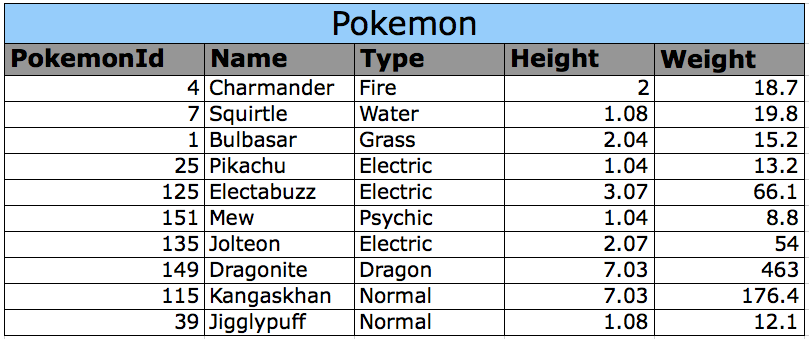 Pokemon
PokemonId Name Type Height Weight
4 Charmander Fire 2 18.7
7 Squirtle Water 1.08 19.8
1 Bulbasar Grass 2.04 15.2
25 Pikachu Electric 1.04 13.2
125 Electabuzz Electric 3.07 66.1
151 Mew Psychic 1.04 8.8
135 Jolteon Electric 2.07 54
149 Dragonite Dragon 7.03 463
115 Kangaskhan Normal 7.03 176.4
39 Jigglypuff Normal 1.08 12.1